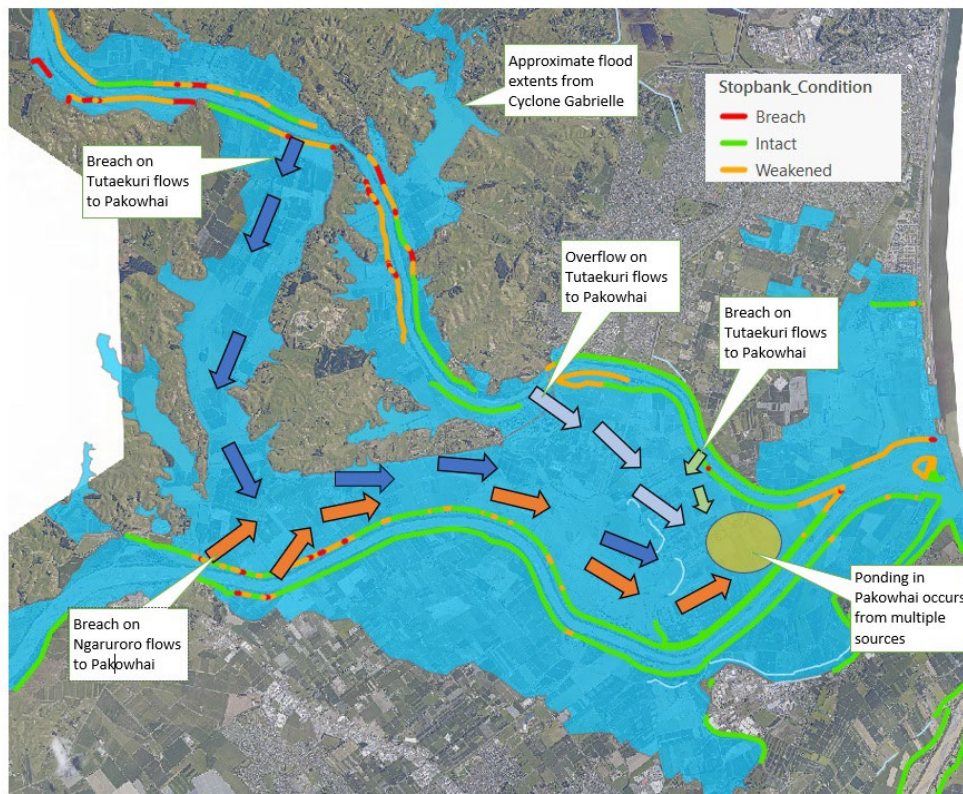 Approximate flood
extents from
Cyclone Gabrielle
Stopbank_Condition
Breach
Intact
Weakened
Breach on
Tutaekuri flows
to Pakowhai
Overflow on
Tutaekuri flows
to Pakowhai
Breach on
Tutaekuri flows
to Pakowhai
Breach on
Ngaruroro flows
to Pakowhai
Ponding in
Pakowhai occurs
from multiple
sources